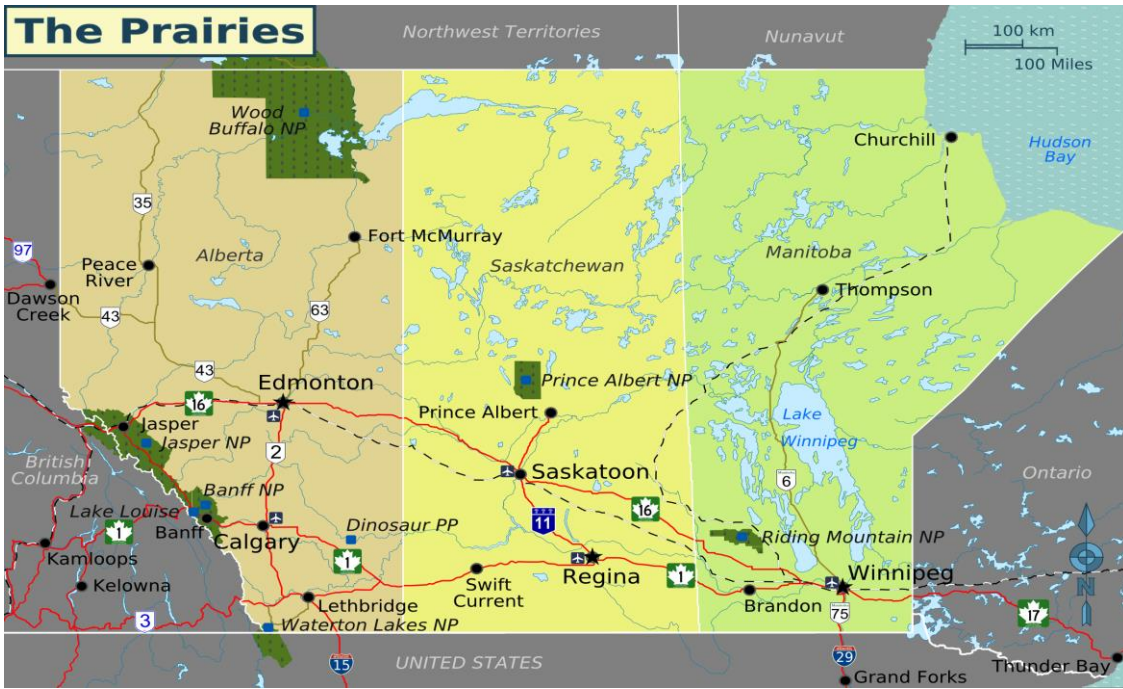 The Prairies
Northwest Territories
Nunavut
100 km
100 Miles
Wood
Buffalo NP
Churchill
Hudson
Bay
35
97
Fort McMurray
Alberta
Saskatchewan
Manitoba
Peace
River
Dawson
Creek
Thompson
43
63
43
Edmonton
Prince Albert NP
16
Prince Albert
Lake
Winnipeg
Jasper
Jasper NP
2
British
Columbia
Saskatoon
Ontario
6
Banff NP
Lake Louise
16
11
Banff
Calgary
Dinosaur PP
Riding Mountain NP
1
Kamloops
1
Regina
1
Winnipeg
Swift
Current
Kelowna
Brandon
N
Lethbridge
3
Waterton Lakes NP
75
17
15
UNITED STATES
29
Thunder Bay
Grand Forks